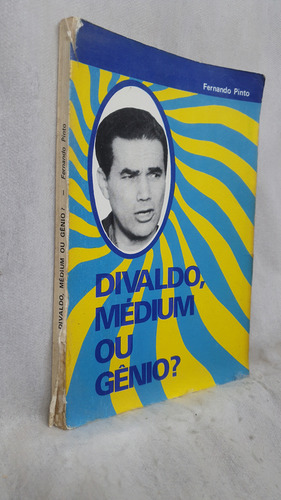 Fernando Pinto
DIVALDO,
MÉDIUM
OU
GÊNIO?
DIVALDO, MÉDIUM OU GÊNIO? - Fernando Pinto